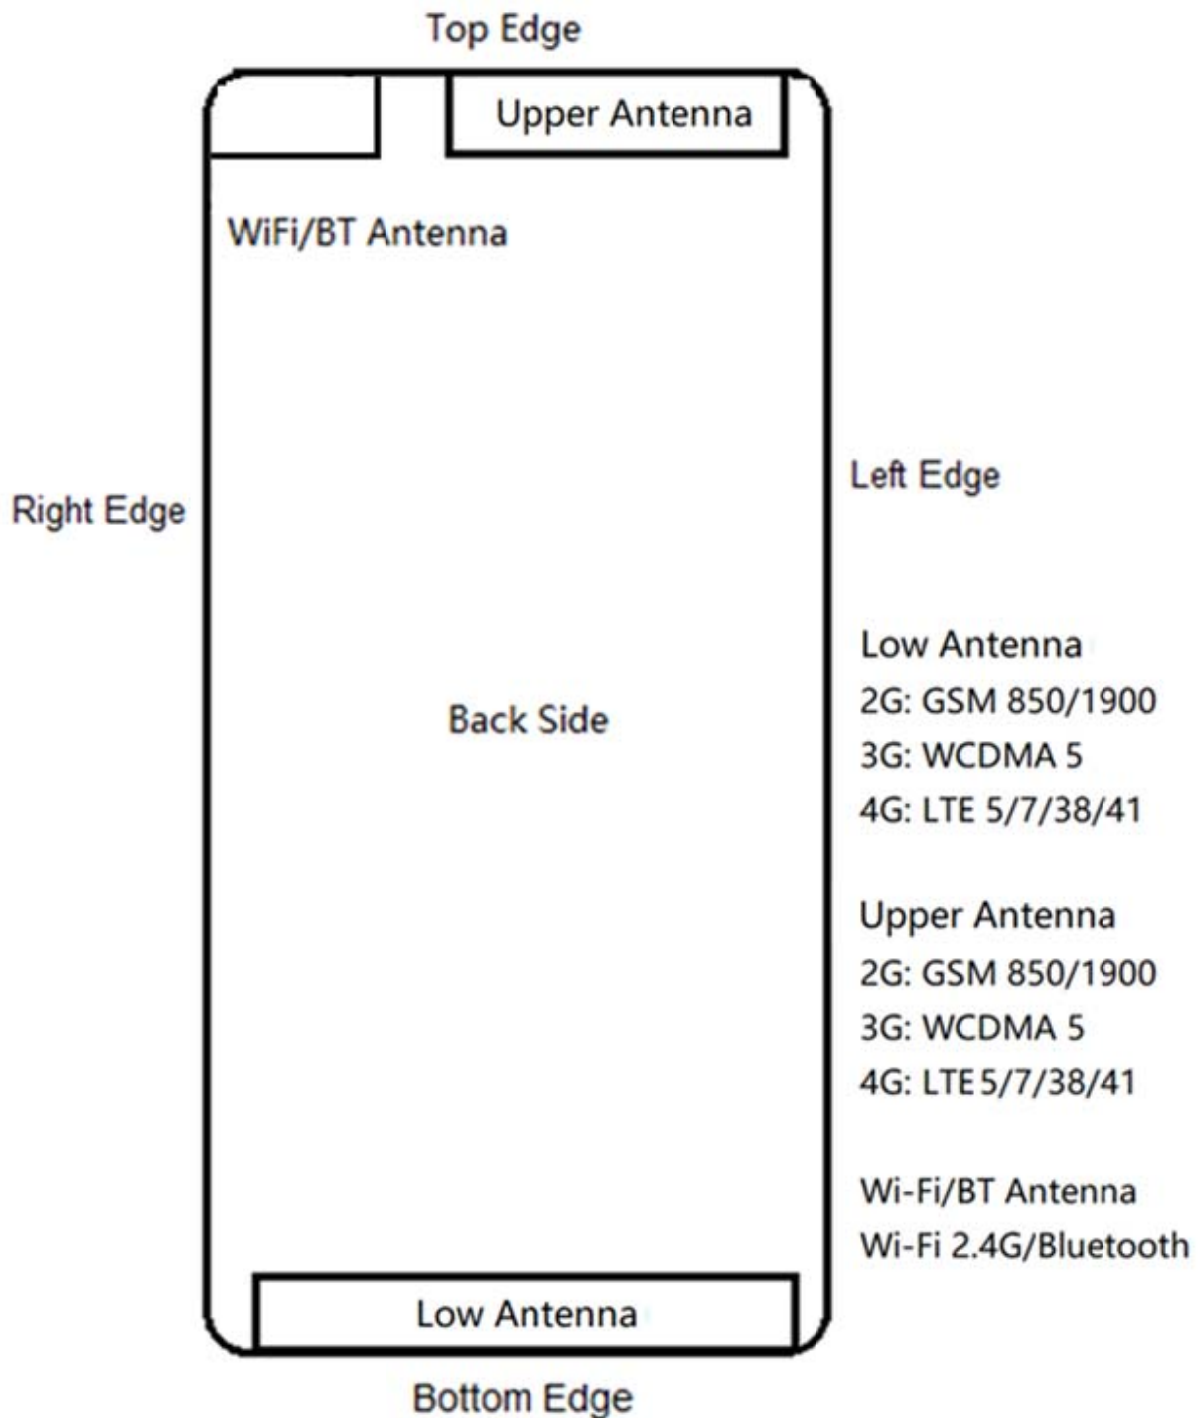 Top Edge
Upper Antenna
WiFi/BT Antenna
Left Edge
Right Edge
Low Antenna
2G: GSM 850/1900
3G: WCDMA 5
4G: LTE 5/7/38/41
Back Side
Upper Antenna
2G: GSM 850/1900
3G: WCDMA 5
4G: LTE5/7/38/41
Wi-Fi/BT Antenna
Wi-Fi 2.4G/Bluetooth
Low Antenna
Bottom Edge